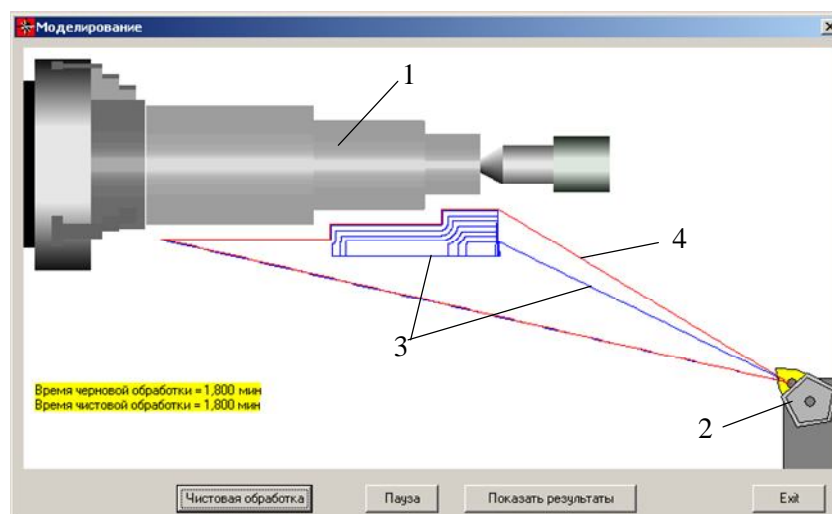 Моделирование
1
4
3
2
Время черновой обработки = 1,800 мин
Время чистовой обработки = 1,800 мин
Чистовая обработка
Пауза
Показать результаты
Exit